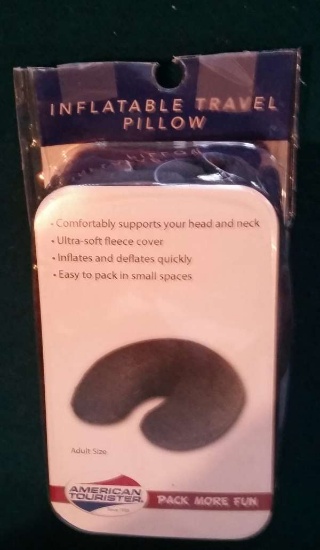 INFLATABLE TRAVEL
PILLOW
• Comfortably supports your head and neck
• Ultra-soft fleece cover
• Inflates and deflates quickly
• Easy to pack in small spaces
Adult Size
AMERICAN
TOURISTER
PACK MORE FUN